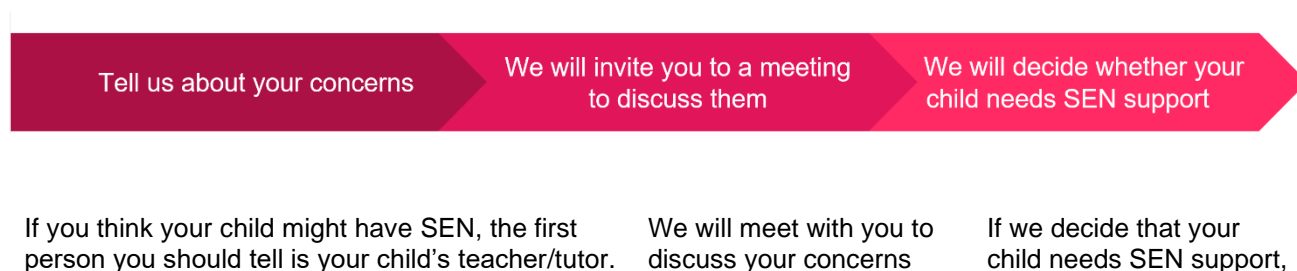 Tell us about your concerns
We will invite you to a meeting
to discuss them
We will decide whether your
child needs SEN support
If you think your child might have SEN, the first
person you should tell is your child’s teacher/tutor.
We will meet with you to
discuss your concerns
If we decide that your
child needs SEN support,